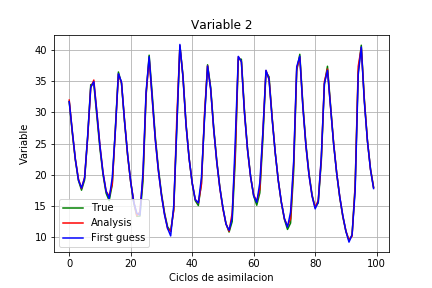 Variable 2
Variable
40
35
30
25
20
15
10
True
Analysis
First guess
0
20
40
60
80
100
Ciclos de asimilacion